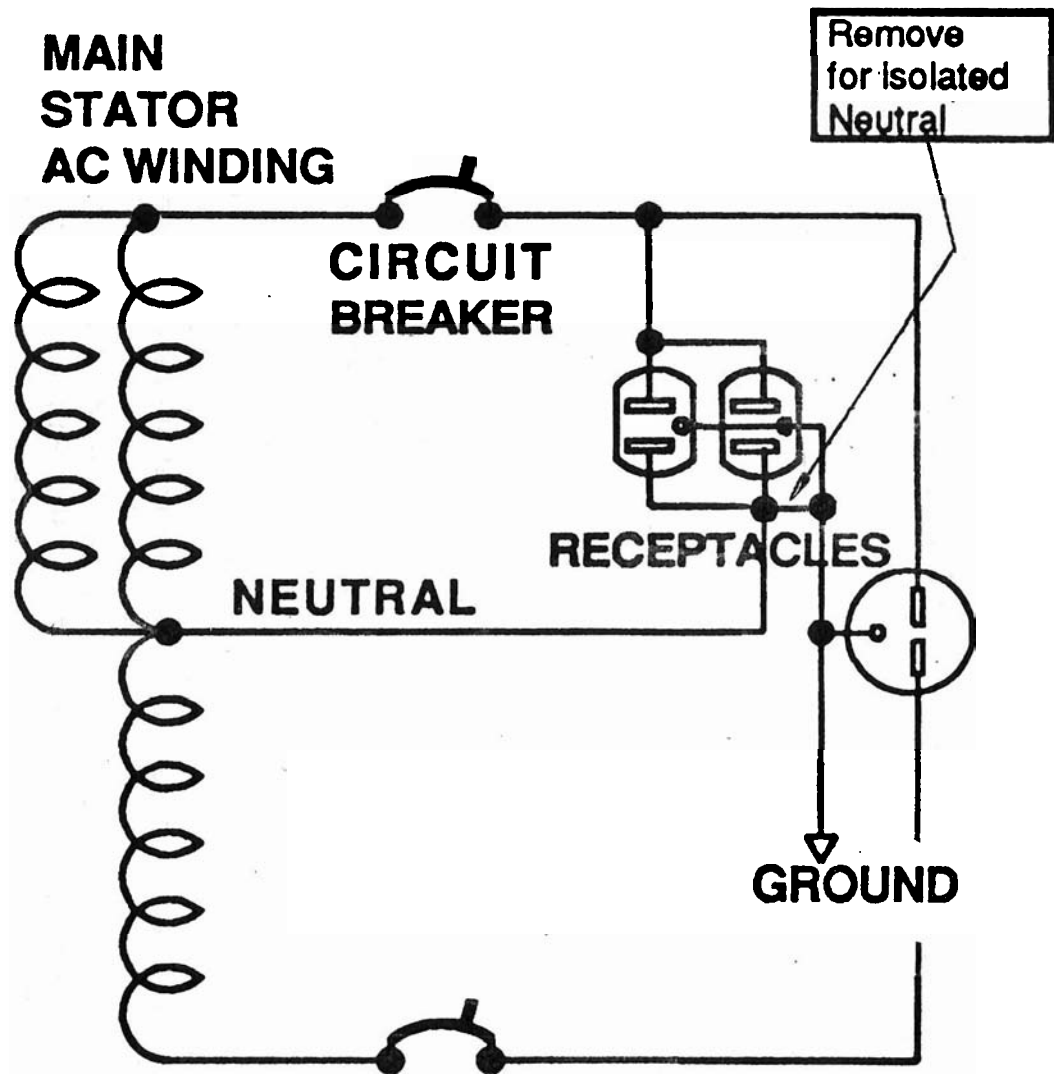 MAIN
STATOR
AC WINDING
Remove
for Isolated
Neutral
CIRCUIT
BREAKER
RECEPTACLES
NEUTRAL
GROUND